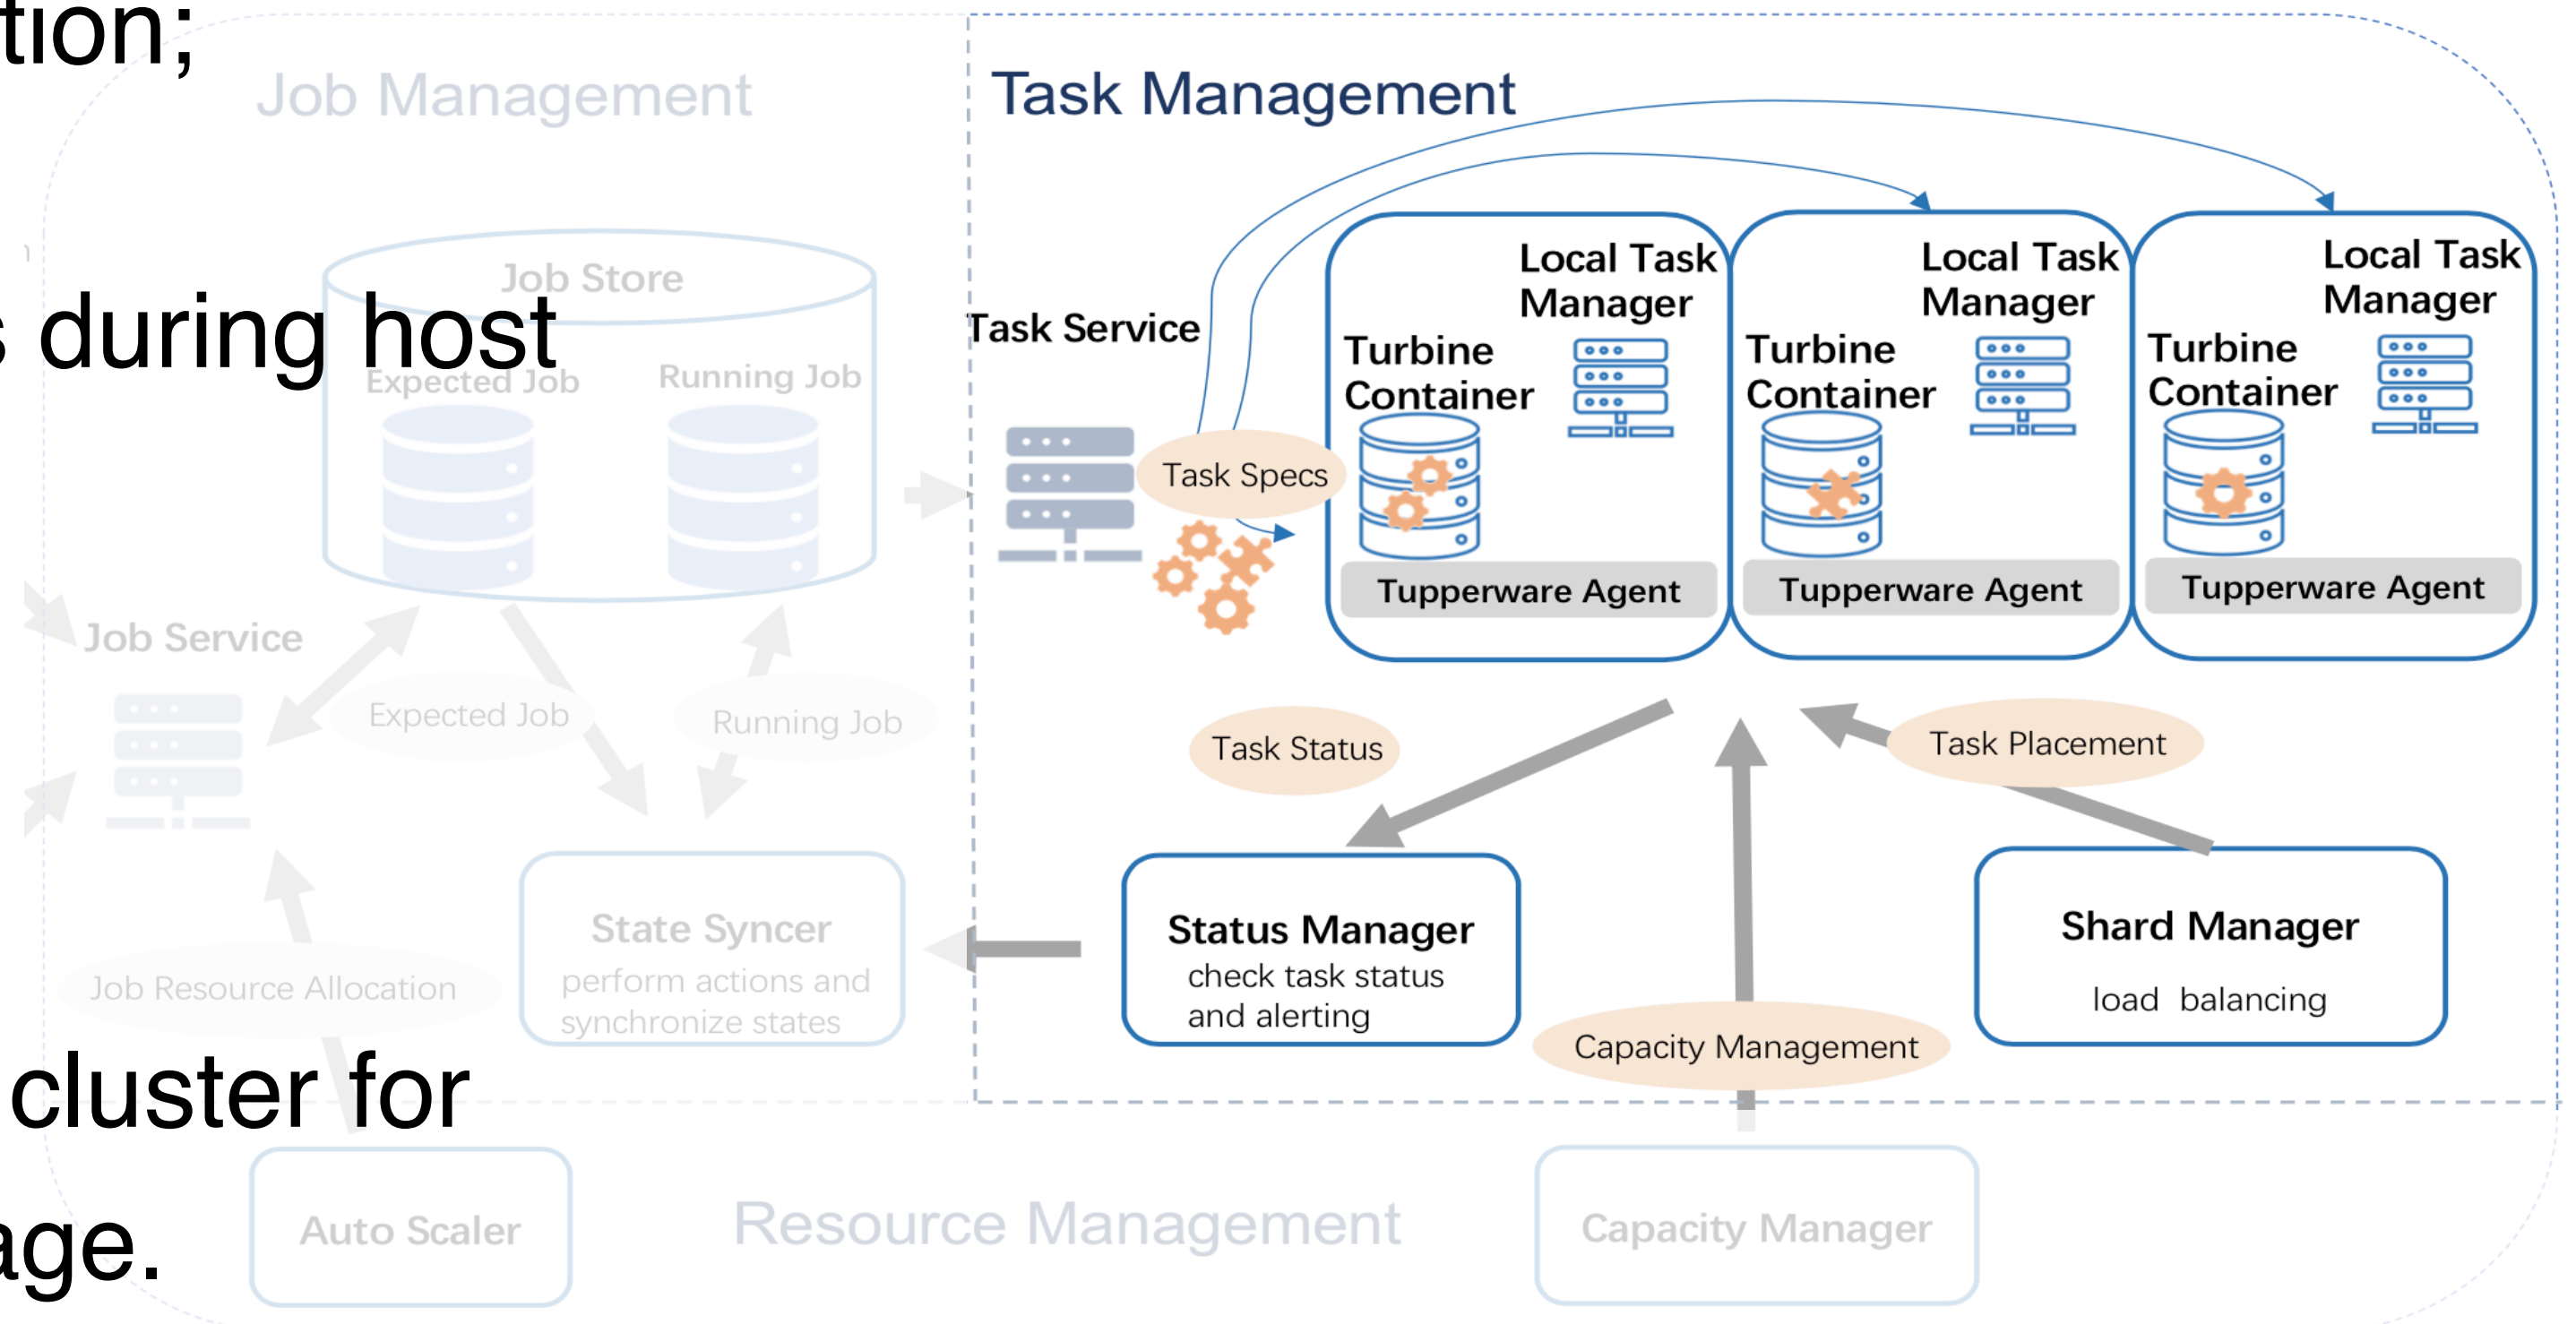 tion;
Job Management
Task Management
Local Task
Manager
Local Task
Manager
Local Task
Manager
Job Store
s during host
Task Service
Turbine
Container
Turbine
Container
Turbine
Container
Expected Job
Running Job
Task Specs
Tupperware Agent
Tupperware Agent
Tupperware Agent
Job Service
Expected Job
Running Job
Task Status
Task Placement
State Syncer
perform actions and
synchronize states
Status Manager
check task status
and alerting
Shard Manager
load balancing
Job Resource Allocation
Capacity Management
cluster for
Auto Scaler
Resource Management
Capacity Manager
age.